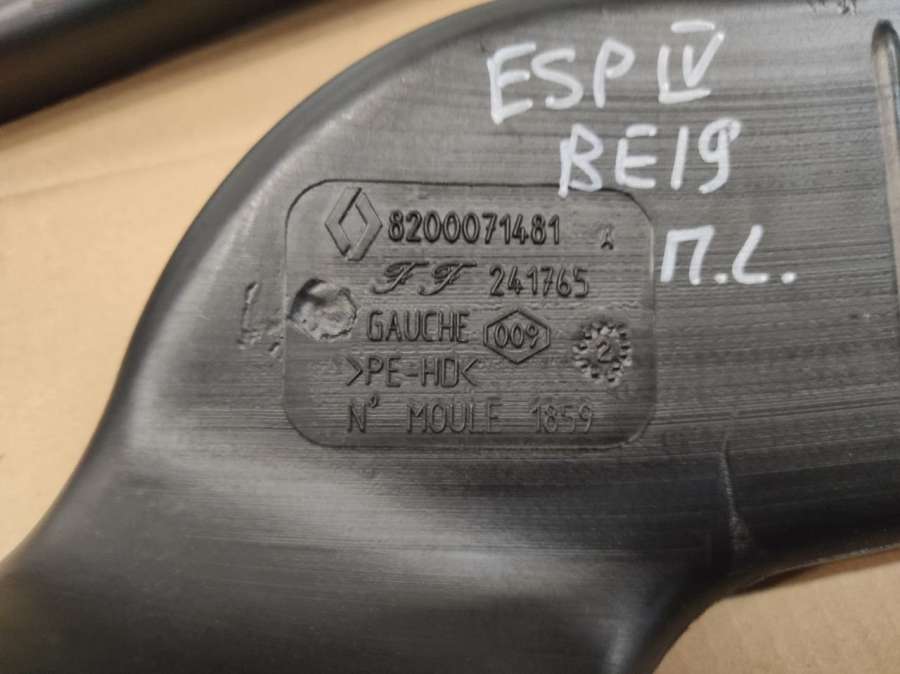 ESP IV
BE19
П.С.
8200071481
FF 241765
GAUCHE 009
2
>PE-HD<
N° MOULE 1859